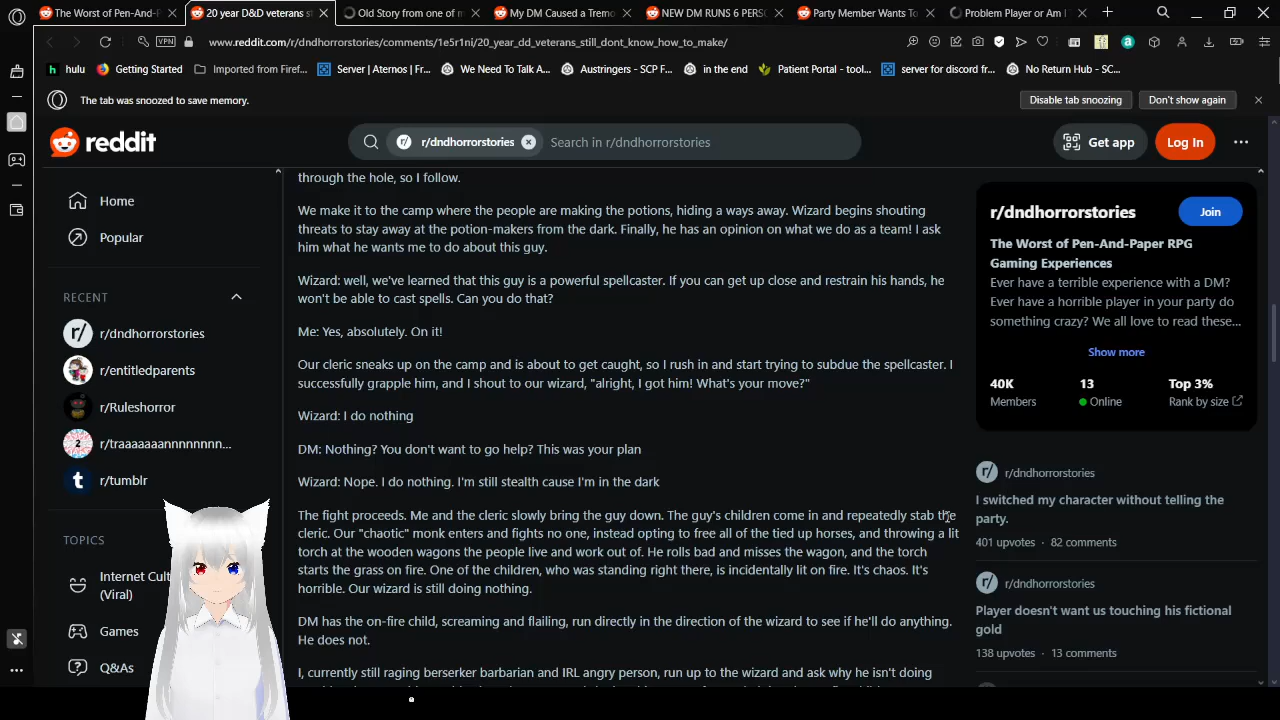 The Worst of Pen-And-P
20 year D&D veterans s
Old Story from one of m
My DM Caused a Tremo
NEW DM RUNS 6 PERS
Party Member Wants To
Problem Player or Am I
VPN
www.reddit.com/r/dndhorrorstories/comments/1e5r1ni/20_year_dd_veterans_still_dont_know_how_to_make/
hulu
Getting Started
Imported from Firef...
Server | Aternos | Fr...
We Need To Talk A...
Austringers - SCP F...
in the end
Patient Portal - tool...
server for discord fr...
No Return Hub - SC...
The tab was snoozed to save memory.
Disable tab snoozing
Don't show again
reddit
r/dndhorrorstories
Search in r/dndhorrorstories
Get app
Log In
Home
Popular
RECENT
r/dndhorrorstories
r/entitledparents
r/Ruleshorror
r/traaaaaaannnnnnnn...
r/tumblr
TOPICS
Internet Cult
(Viral)
Games
Q&As
through the hole, so I follow.
We make it to the camp where the people are making the potions, hiding a ways away. Wizard begins shouting
threats to stay away at the potion-makers from the dark. Finally, he has an opinion on what we do as a team! I ask
him what he wants me to do about this guy.
Wizard: well, we've learned that this guy is a powerful spellcaster. If you can get up close and restrain his hands, he
won't be able to cast spells. Can you do that?
Me: Yes, absolutely. On it!
Our cleric sneaks up on the camp and is about to get caught, so I rush in and start trying to subdue the spellcaster. I
successfully grapple him, and I shout to our wizard, "alright, I got him! What's your move?"
Wizard: I do nothing
DM: Nothing? You don't want to go help? This was your plan
Wizard: Nope. I do nothing. I'm still stealth cause I'm in the dark
The fight proceeds. Me and the cleric slowly bring the guy down. The guy's children come in and repeatedly stab the
cleric. Our "chaotic" monk enters and fights no one, instead opting to free all of the tied up horses, and throwing a lit
torch at the wooden wagons the people live and work out of. He rolls bad and misses the wagon, and the torch
starts the grass on fire. One of the children, who was standing right there, is incidentally lit on fire. It's chaos. It's
horrible. Our wizard is still doing nothing.
DM has the on-fire child, screaming and flailing, run directly in the direction of the wizard to see if he'll do anything.
He does not.
I, currently still raging berserker barbarian and IRL angry person, run up to the wizard and ask why he isn't doing
r/dndhorrorstories
Join
The Worst of Pen-And-Paper RPG
Gaming Experiences
Ever have a terrible experience with a DM?
Ever have a horrible player in your party do
something crazy? We all love to read these...
Show more
40K
Members
13
Online
Top 3%
Rank by size
r/dndhorrorstories
I switched my character without telling the
party.
401 upvotes · 82 comments
r/dndhorrorstories
Player doesn't want us touching his fictional
gold
138 upvotes · 13 comments